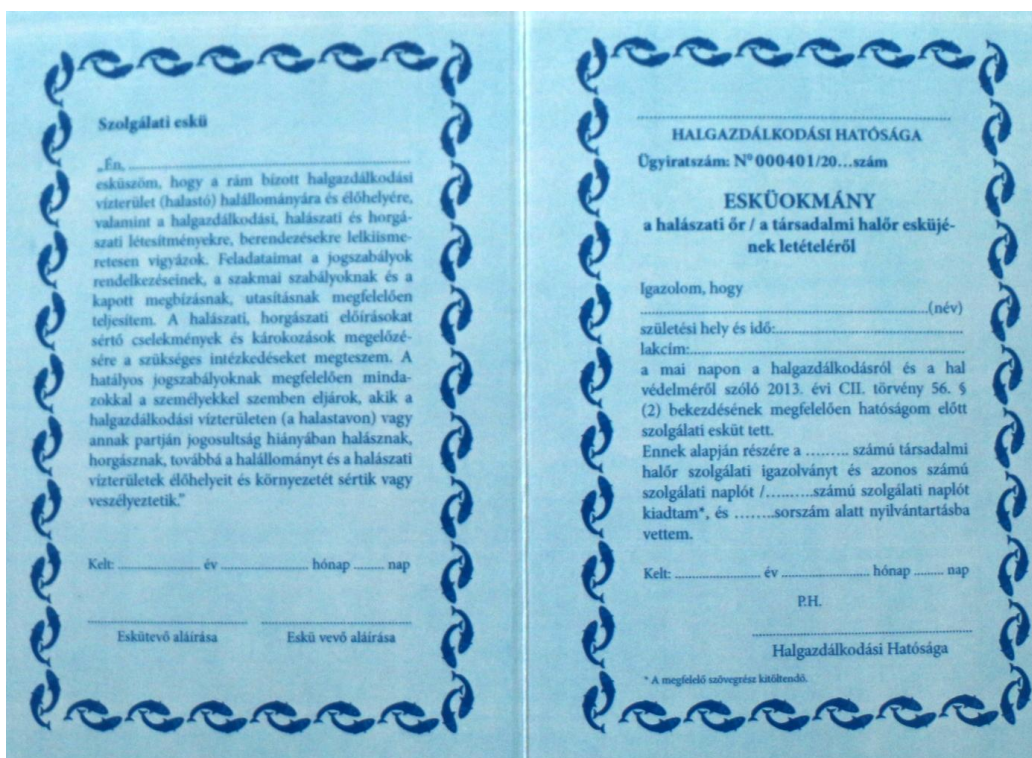 Szolgálati eskü
„Én, ................................................
esküszöm, hogy a rám bízott halgazdálkodási
vízterület (halastó) halállományára és élőhelyére,
valamint a halgazdálkodási, halászati és horgá-
szati létesítményekre, berendezésekre lelkiisme-
retesen vigyázok. Feladataimat a jogszabályok
rendelkezéseinek, a szakmai szabályoknak és a
kapott megbízásnak, utasításnak megfelelően
teljesítem. A halászati, horgászati előírásokat
sértő cselekmények és károkozások megelőzé-
sére a szükséges intézkedéseket megteszem. A
hatályos jogszabályoknak megfelelően minda-
zokkal a személyekkel szemben eljárok, akik a
halgazdálkodási vízterületen (a halastavon) vagy
annak partján jogosultság hiányában halásznak,
horgásznak, továbbá a halállományt és a halászati
vízterületek élőhelyeit és környezetét sértik vagy
veszélyeztetik.”
Kelt: .................... év ...................... hónap ....... nap
Eskütevő aláírása Eskü vevő aláírása
HALGAZDÁLKODÁSI HATÓSÁGA
Ügyiratszám: Nº 000401/20...szám
ESKÜOKMÁNY
a halászati őr / a társadalmi halőr esküjé-
nek letételéről
Igazolom, hogy
................................................(név)
születési hely és idő:................................
lakcím:................................................
a mai napon a halgazdálkodásról és a hal
védelméről szóló 2013. évi CII. törvény 56. §
(2) bekezdésének megfelelően hatóságom előtt
szolgálati esküt tett.
Ennek alapján részére a ......... számú társadalmi
halőr szolgálati igazolványt és azonos számú
szolgálati naplót /..........számú szolgálati naplót
kiadtam*, és ........sorszám alatt nyilvántartásba
vettem.
Kelt: .................... év ...................... hónap ....... nap
P.H.
Halgazdálkodási Hatósága
* A megfelelő szövegrész kitöltendő.